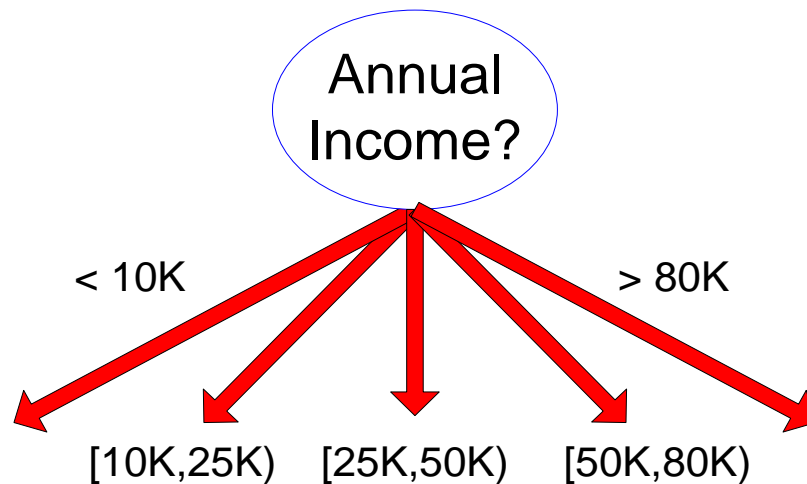 Annual
Income?
< 10K
> 80K
[10K,25K)
[25K,50K)
[50K,80K)